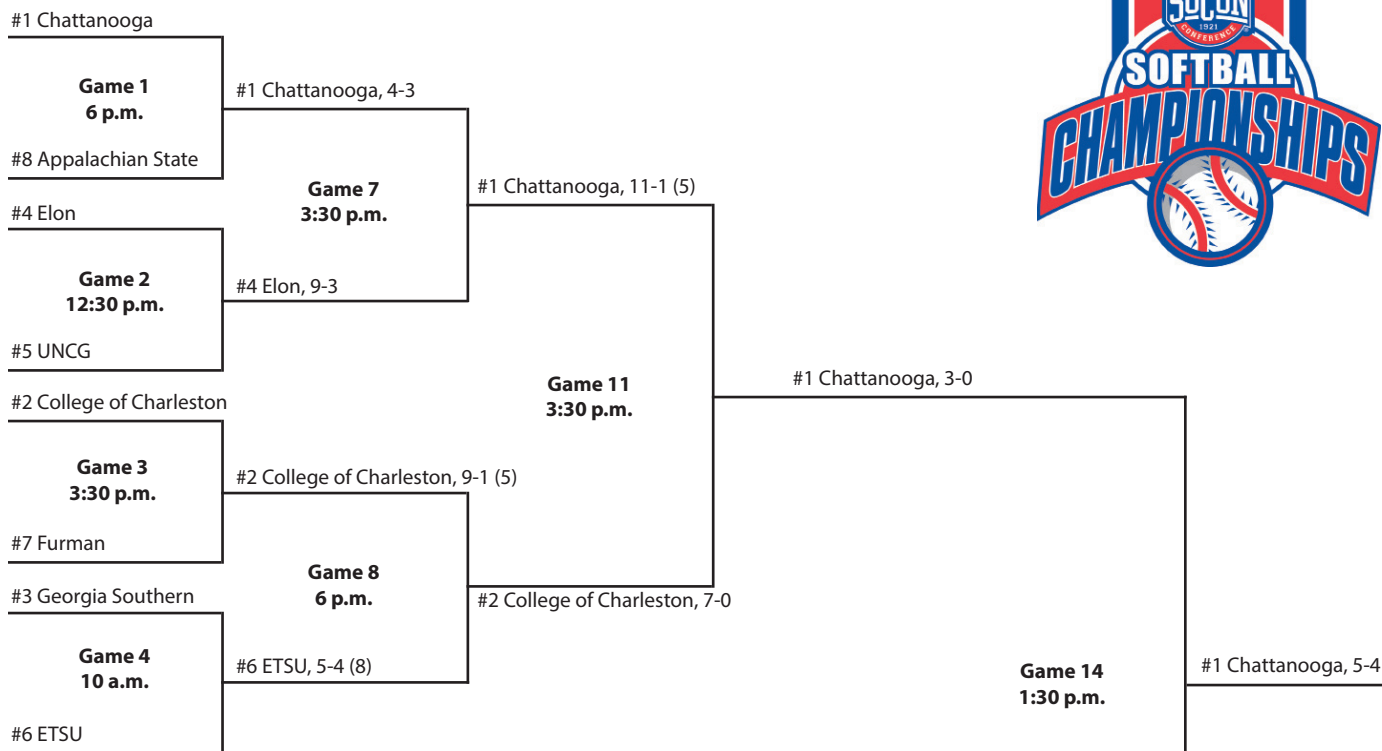 #1 Chattanooga
Game 1
6 p.m.
#8 Appalachian State
#1 Chattanooga, 4-3
#4 Elon
Game 2
12:30 p.m.
#5 UNCG
#4 Elon, 9-3
Game 7
3:30 p.m.
#1 Chattanooga, 11-1 (5)
#2 College of Charleston
Game 3
3:30 p.m.
#7 Furman
#2 College of Charleston, 9-1 (5)
#3 Georgia Southern
Game 4
10 a.m.
#6 ETSU
#6 ETSU, 5-4 (8)
Game 8
6 p.m.
#2 College of Charleston, 7-0
Game 11
3:30 p.m.
#1 Chattanooga, 3-0
Game 14
1:30 p.m.
#1 Chattanooga, 5-4
SOCON
1921
CONFERENCE
SOFTBALL
CHAMPIONSHIPS